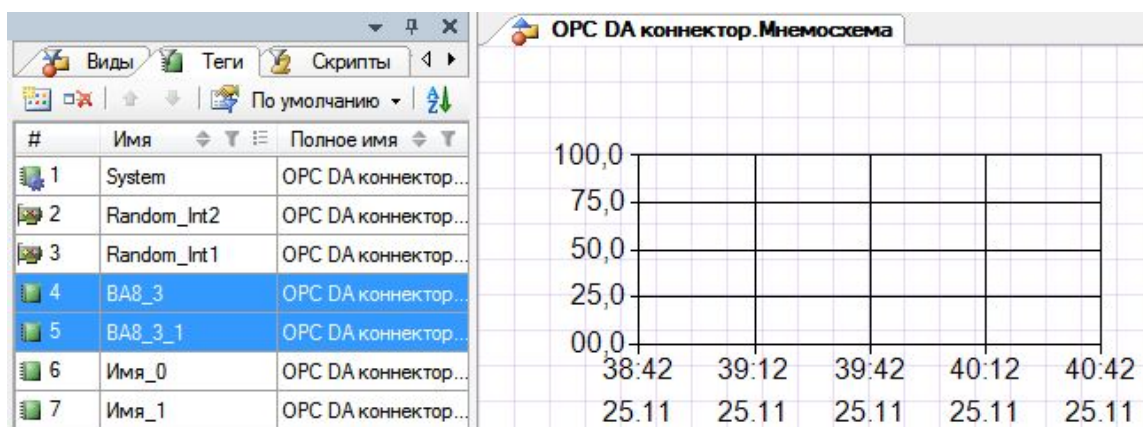 Виды Теги Скрипты
По умолчанию
# Имя Полное имя
1 System OPC DA коннектор...
2 Random_Int2 OPC DA коннектор...
3 Random_Int1 OPC DA коннектор...
4 BA8_3 OPC DA коннектор...
5 BA8_3_1 OPC DA коннектор...
6 Имя_0 OPC DA коннектор...
7 Имя_1 OPC DA коннектор...
OPC DA коннектор.Мнемосхема
100,0
75,0
50,0
25,0
00,0
38:42 39:12 39:42 40:12 40:42
25.11 25.11 25.11 25.11 25.11